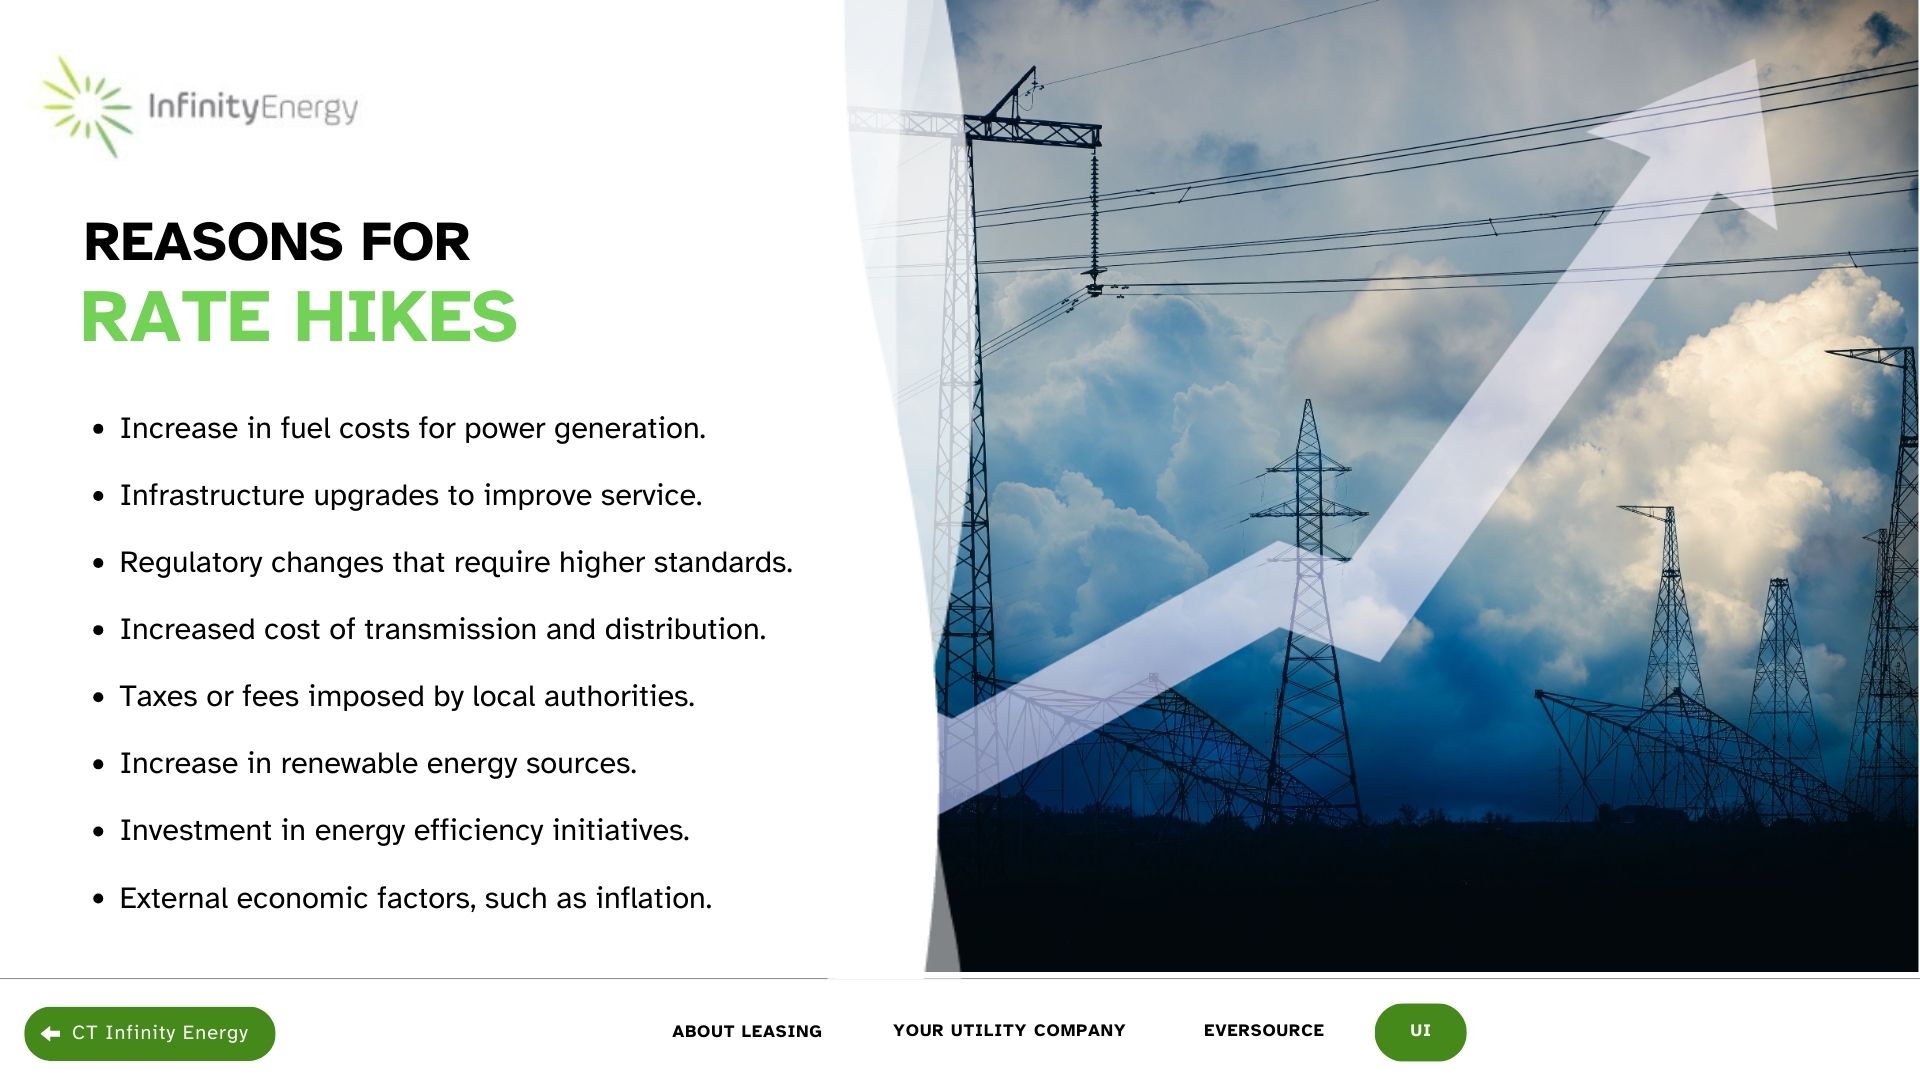 InfinityEnergy
REASONS FOR
RATE HIKES
• Increase in fuel costs for power generation.
• Infrastructure upgrades to improve service.
• Regulatory changes that require higher standards.
• Increased cost of transmission and distribution.
• Taxes or fees imposed by local authorities.
• Increase in renewable energy sources.
• Investment in energy efficiency initiatives.
• External economic factors, such as inflation.
CT Infinity Energy
ABOUT LEASING
YOUR UTILITY COMPANY
EVERSOURCE
UI